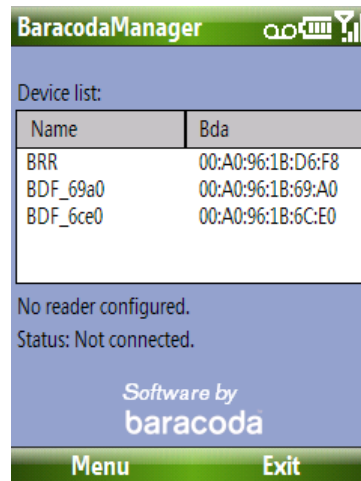 BaracodaManager
Device list:
Name Bda
BRR 00:A0:96:1B:D6:F8
BDF_69a0 00:A0:96:1B:69:A0
BDF_6ce0 00:A0:96:1B:6C:E0
No reader configured.
Status: Not connected.
Software by
baracoda
Menu Exit